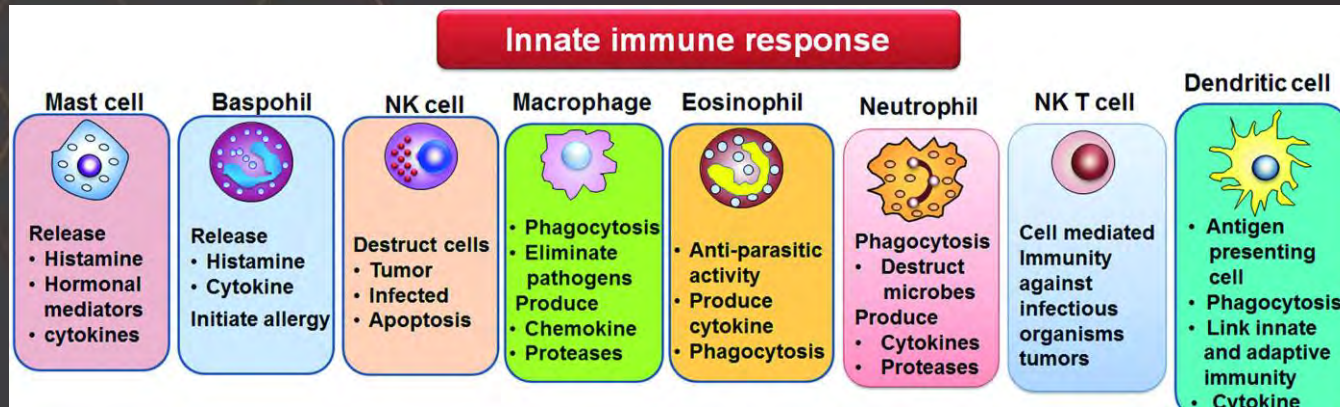 Innate immune response
Mast cell
Release
• Histamine
• Hormonal
mediators
• cytokines
Baspohil
Release
• Histamine
• Cytokine
Initiate allergy
NK cell
Destruct cells
• Tumor
• Infected
• Apoptosis
Macrophage
• Phagocytosis
• Eliminate
pathogens
Produce
• Chemokine
• Proteases
Eosinophil
• Anti-parasitic
activity
• Produce
cytokine
• Phagocytosis
Neutrophil
Phagocytosis
• Destruct
microbes
Produce
• Cytokines
• Proteases
NK T cell
Cell mediated
Immunity
against
infectious
organisms
tumors
Dendritic cell
• Antigen
presenting
cell
• Phagocytosis
• Link innate
and adaptive
immunity
• Cytokine